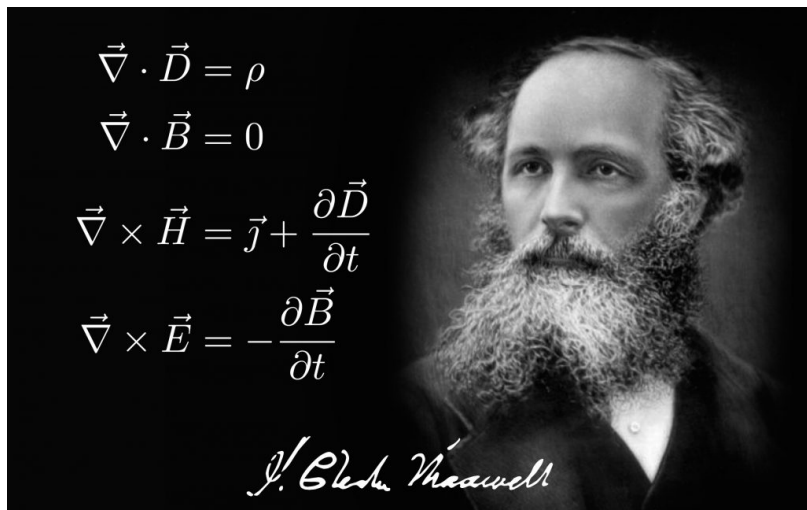 ∇⃗ · D⃗ = ρ
∇⃗ · B⃗ = 0
∇⃗ × H⃗ = ȷ⃗ + ∂D⃗/∂t
∇⃗ × E⃗ = −∂B⃗/∂t
J. Clerk Maxwell